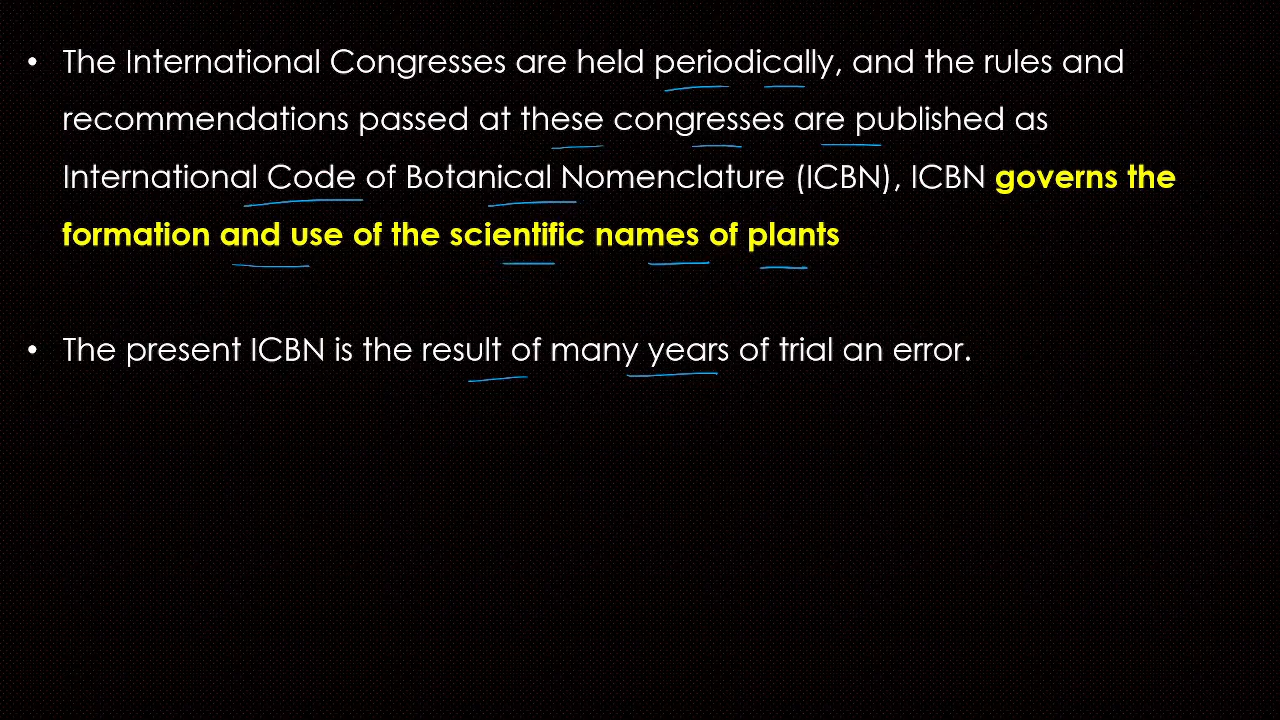 • The International Congresses are held periodically, and the rules and
recommendations passed at these congresses are published as
International Code of Botanical Nomenclature (ICBN), ICBN governs the
formation and use of the scientific names of plants
• The present ICBN is the result of many years of trial an error.